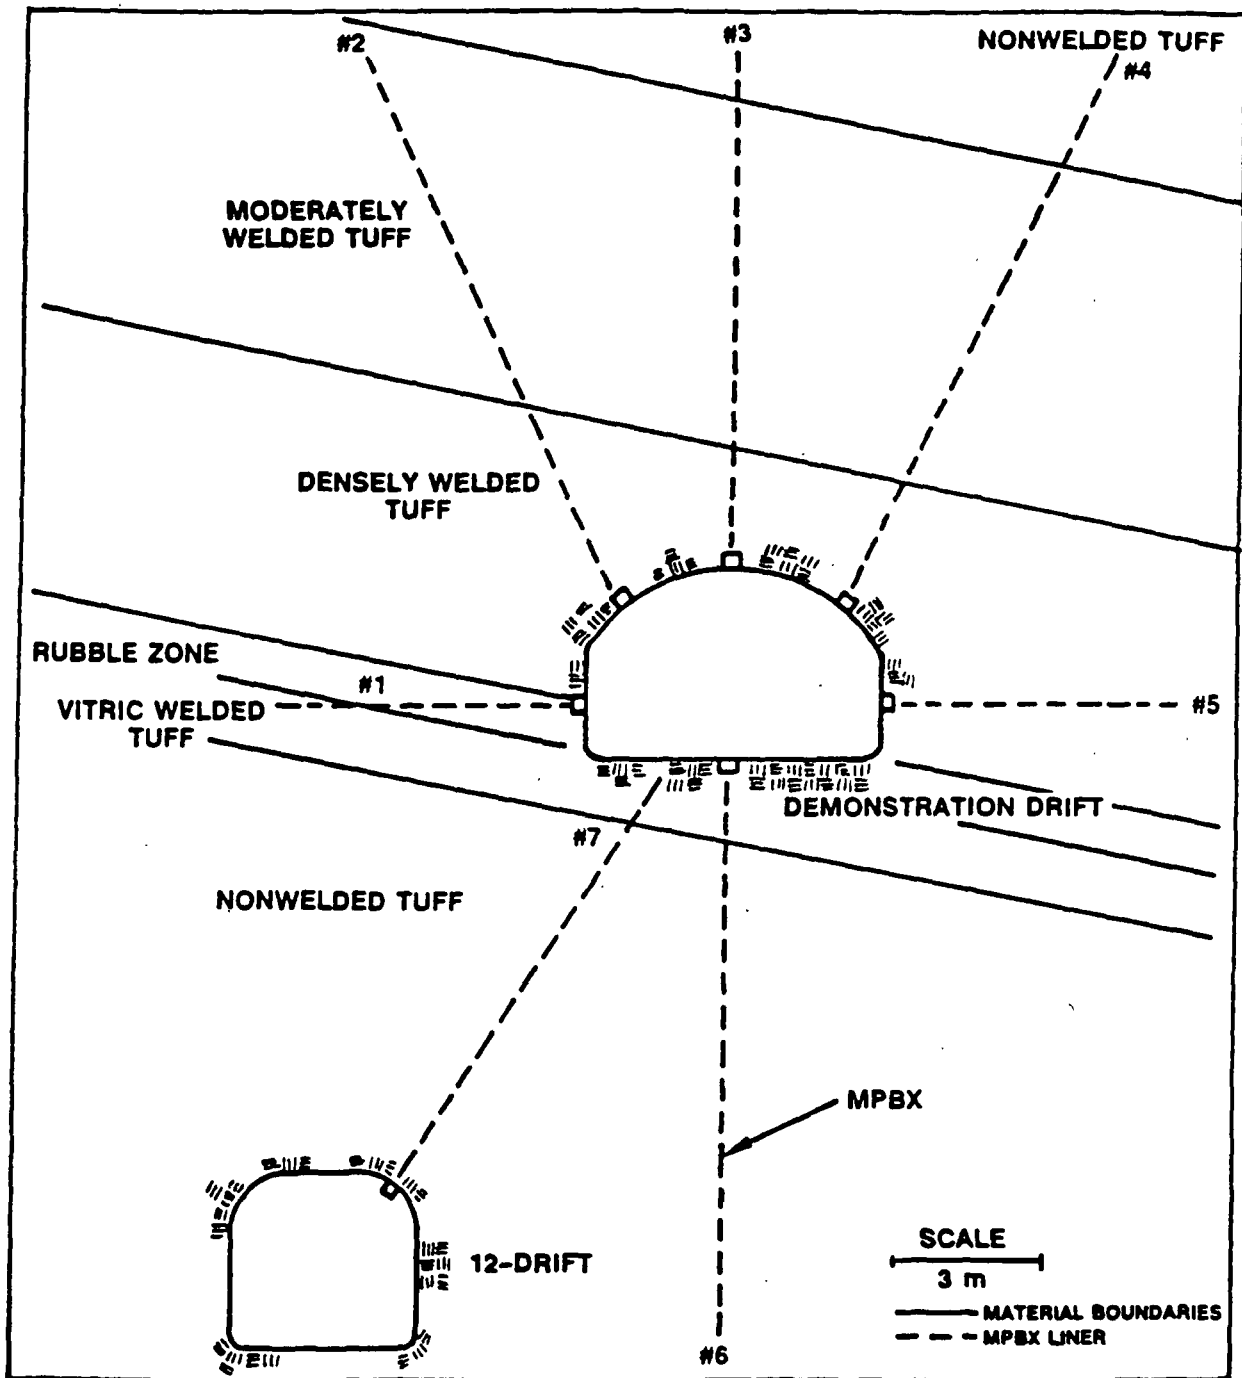 #2
#3
NONWELDED TUFF
#4
MODERATELY
WELDED TUFF
DENSELY WELDED
TUFF
RUBBLE ZONE
#1
#5
VITRIC WELDED
TUFF
DEMONSTRATION DRIFT
#7
NONWELDED TUFF
MPBX
SCALE
3 m
12-DRIFT
MATERIAL BOUNDARIES
MPBX LINER
#6